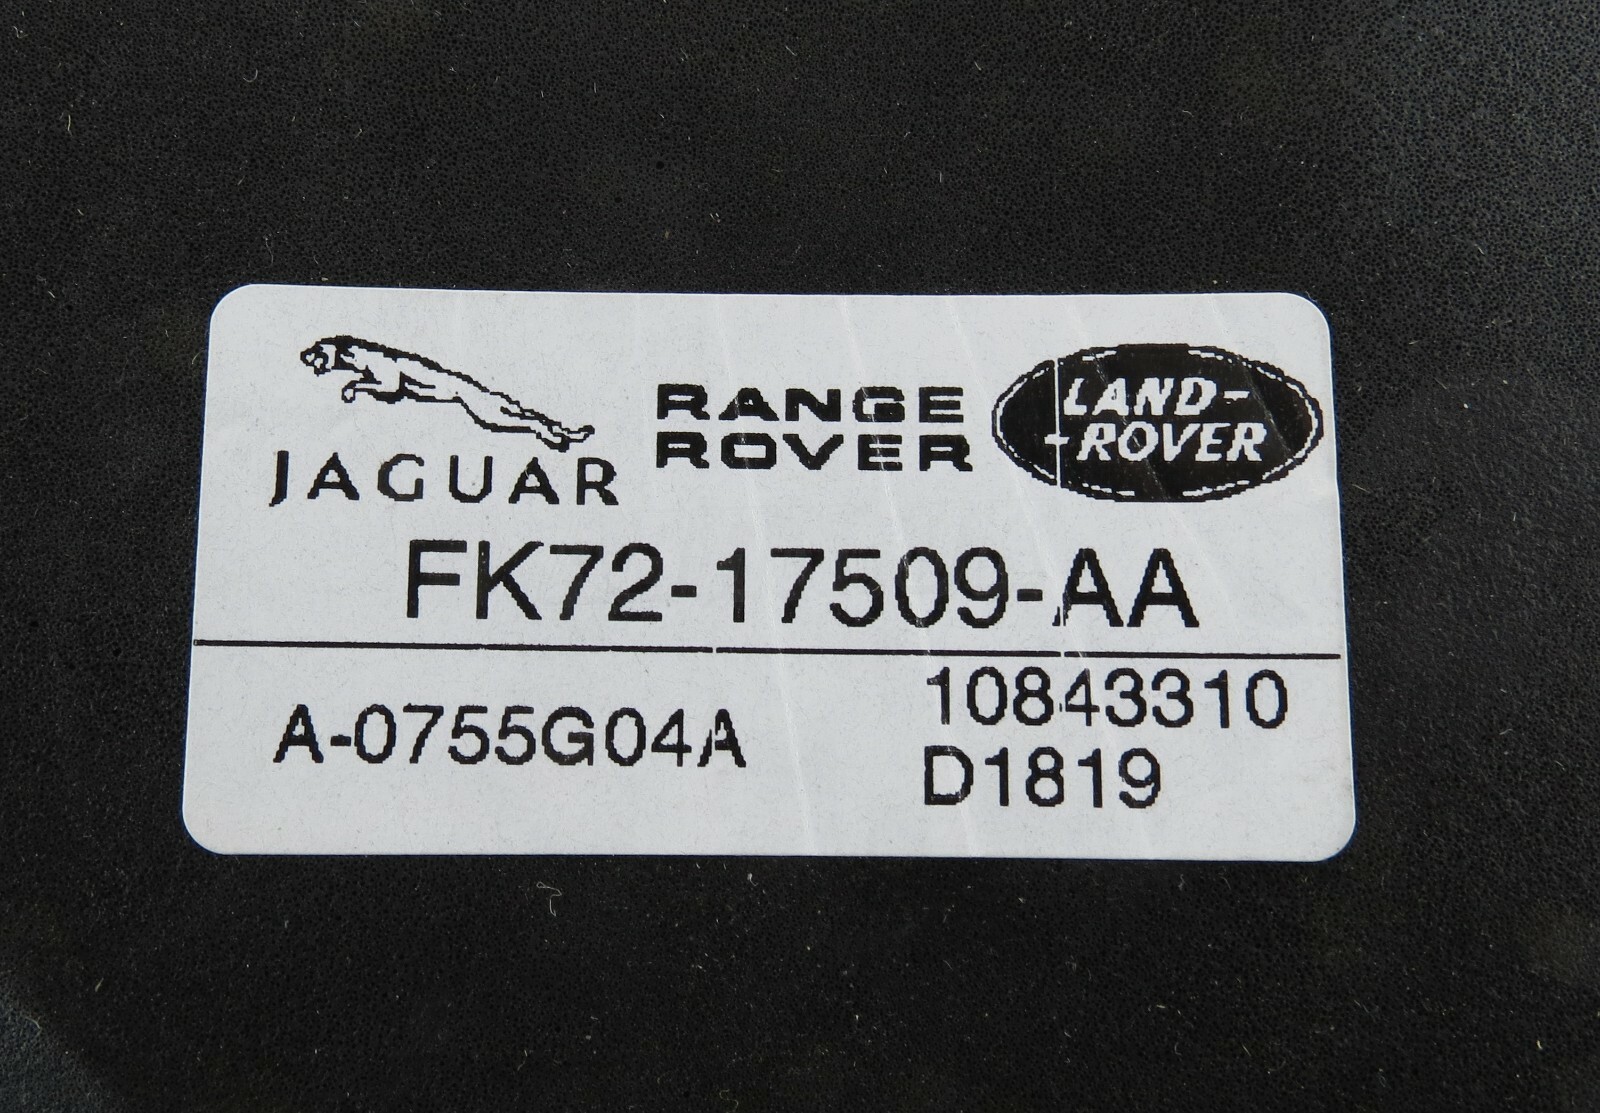 JAGUAR
RANGE
ROVER
LAND-
-ROVER
FK72-17509-AA
A-0755G04A
10843310
D1819